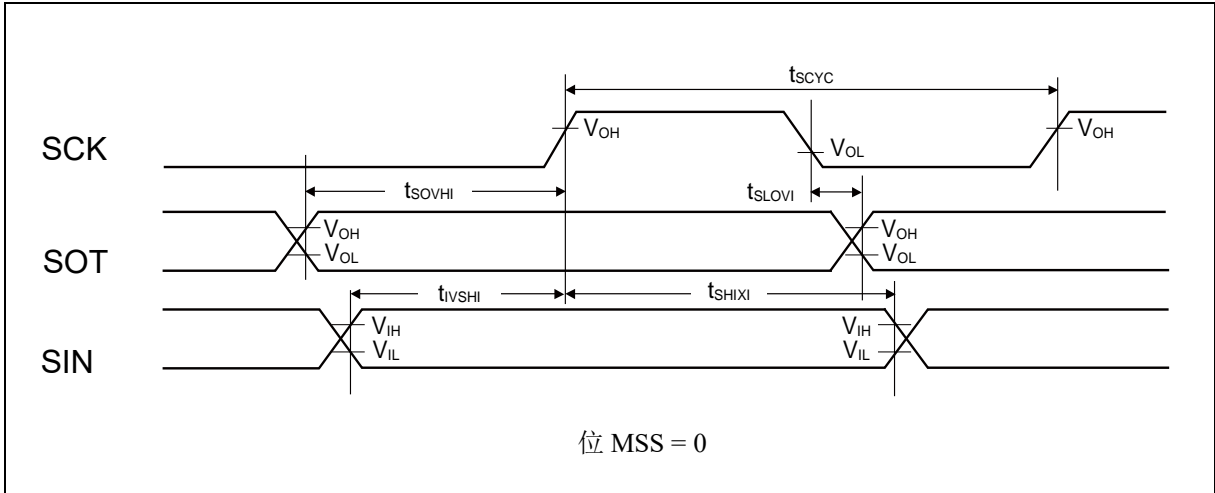 tSCYC
SCK
VOH
VOL
VOH
tSOVHI
tSLOVI
SOT
VOH
VOL
VOH
VOL
tIVSHI
tSHIXI
SIN
VIH
VIL
VIH
VIL
位 MSS = 0